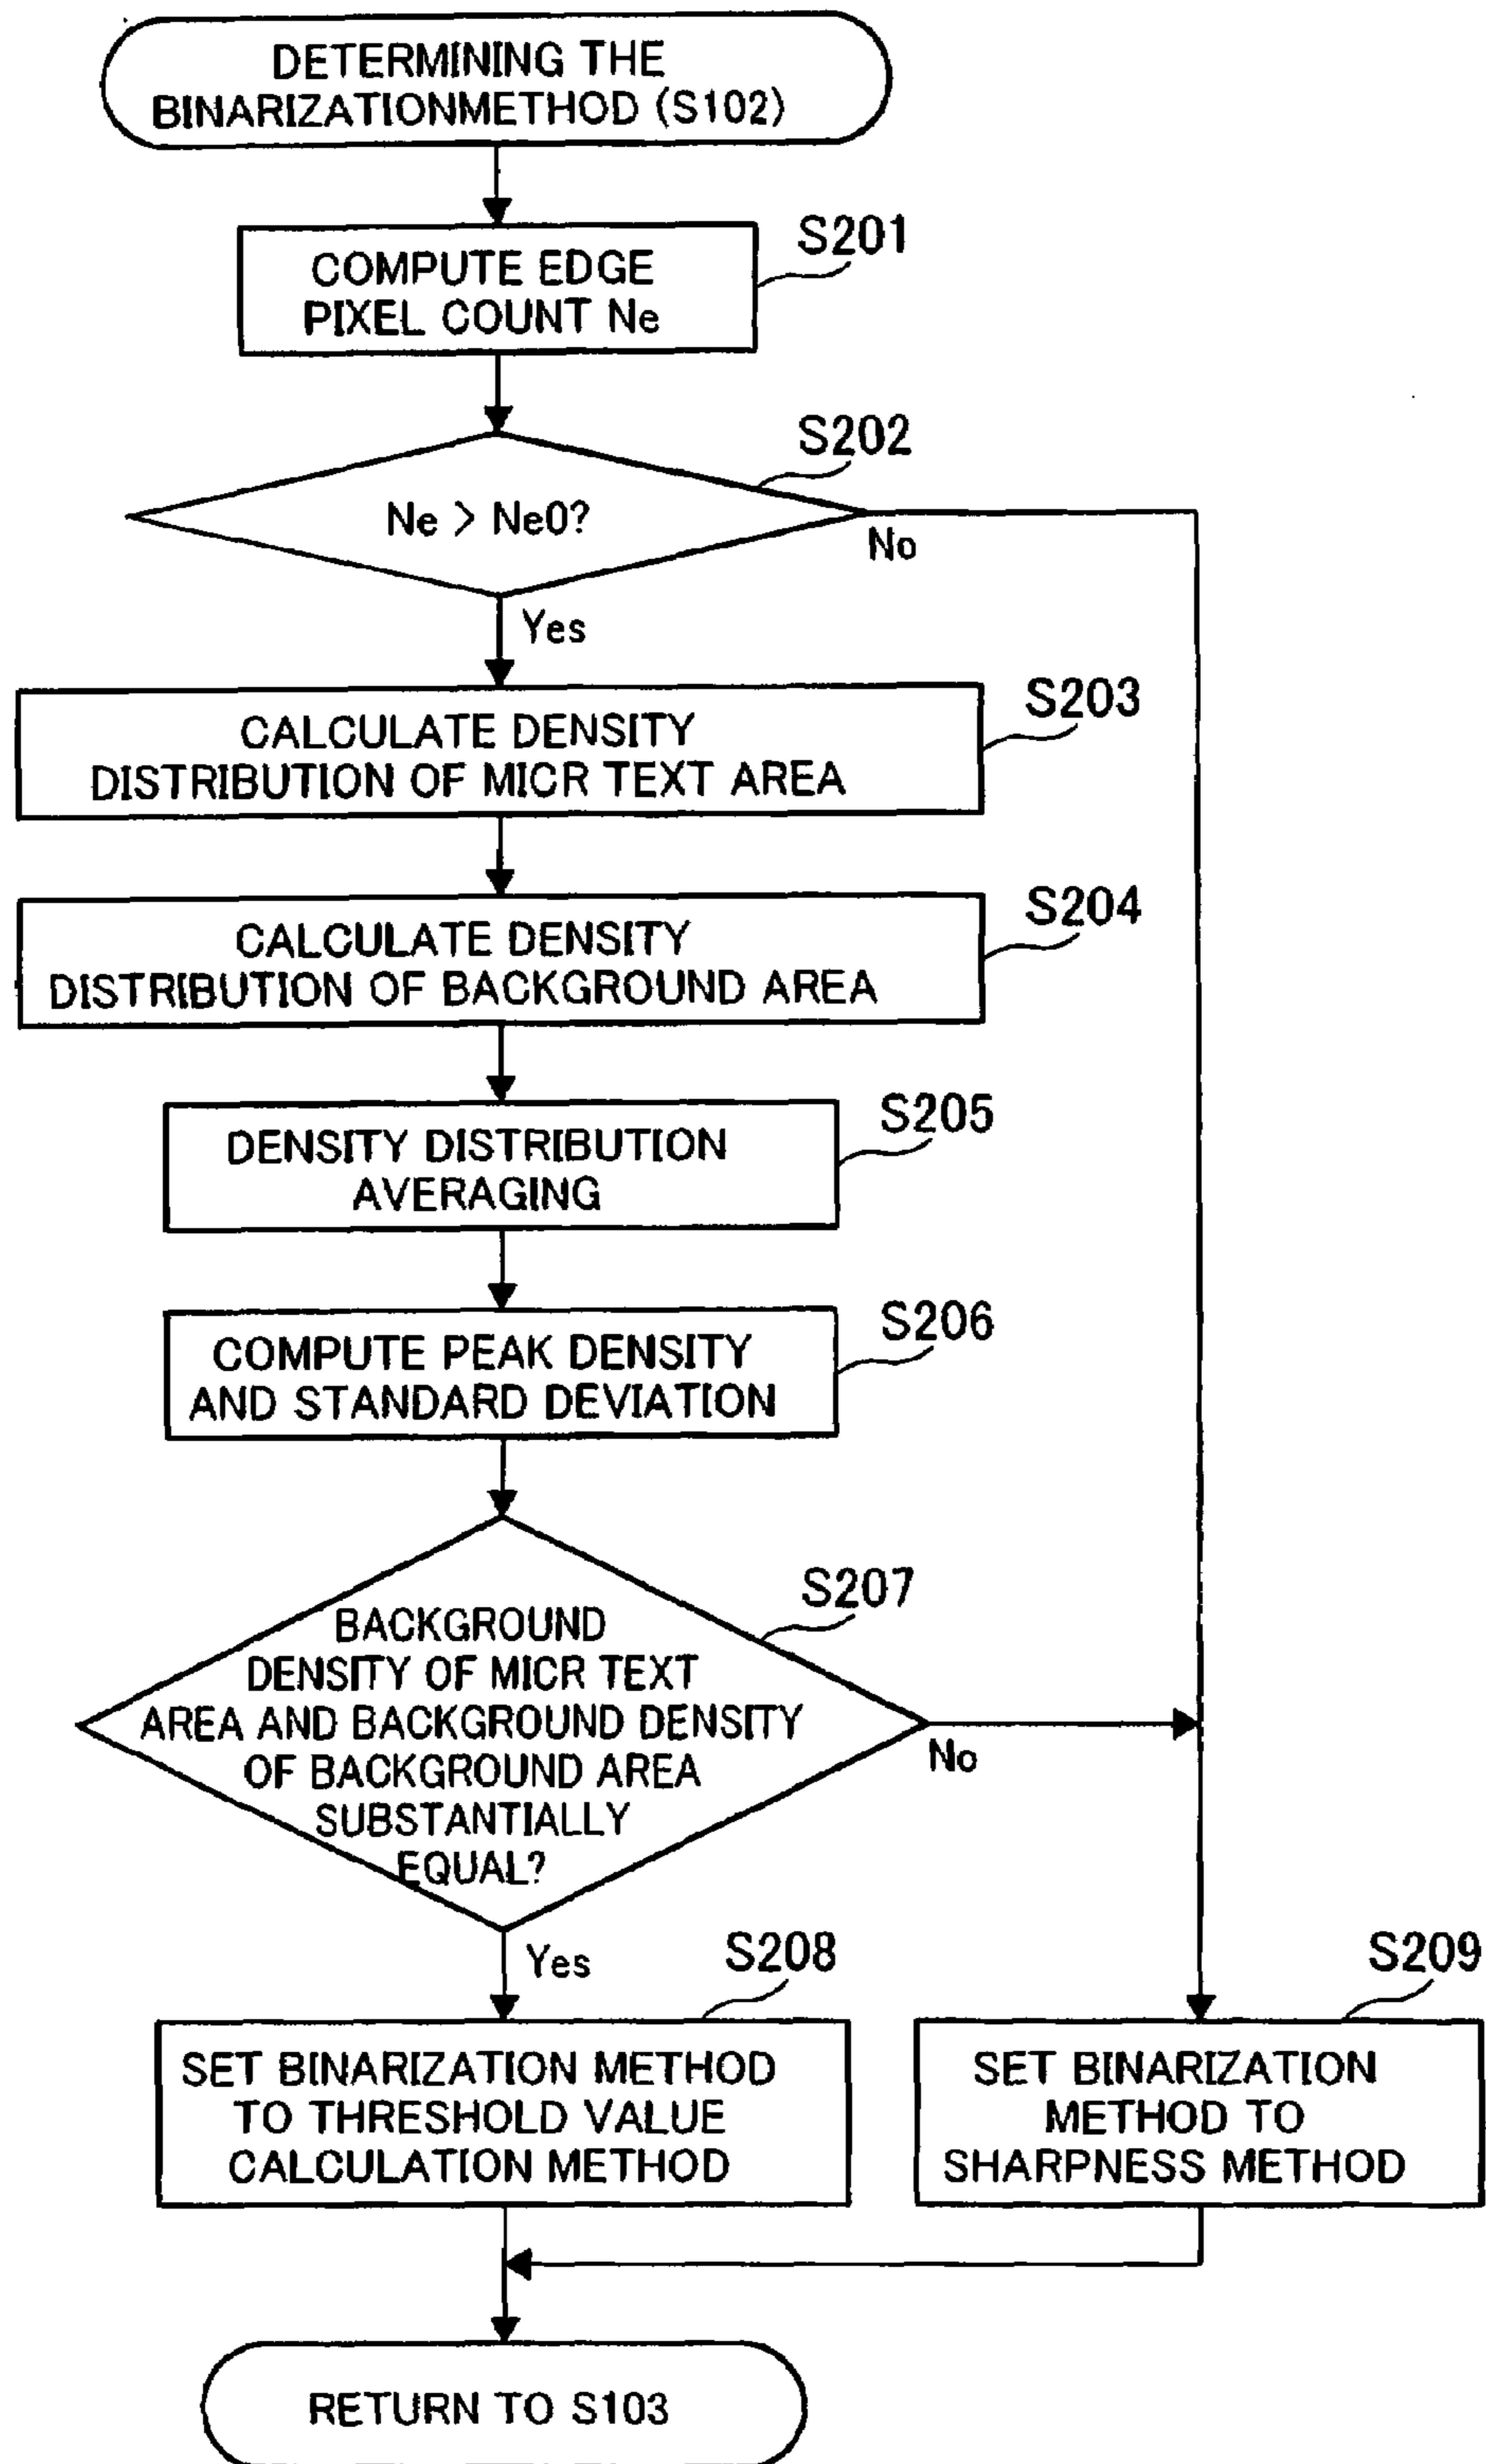 DETERMINING THE
BINARIZATIONMETHOD (S102)
S201
COMPUTE EDGE
PIXEL COUNT Ne
S202
Ne > Ne0?
No
Yes
S203
CALCULATE DENSITY
DISTRIBUTION OF MICR TEXT AREA
S204
CALCULATE DENSITY
DISTRIBUTION OF BACKGROUND AREA
S205
DENSITY DISTRIBUTION
AVERAGING
S206
COMPUTE PEAK DENSITY
AND STANDARD DEVIATION
S207
BACKGROUND
DENSITY OF MICR TEXT
AREA AND BACKGROUND DENSITY
OF BACKGROUND AREA
SUBSTANTIALLY
EQUAL?
No
Yes
S208
SET BINARIZATION METHOD
TO THRESHOLD VALUE
CALCULATION METHOD
S209
SET BINARIZATION
METHOD TO
SHARPNESS METHOD
RETURN TO S103